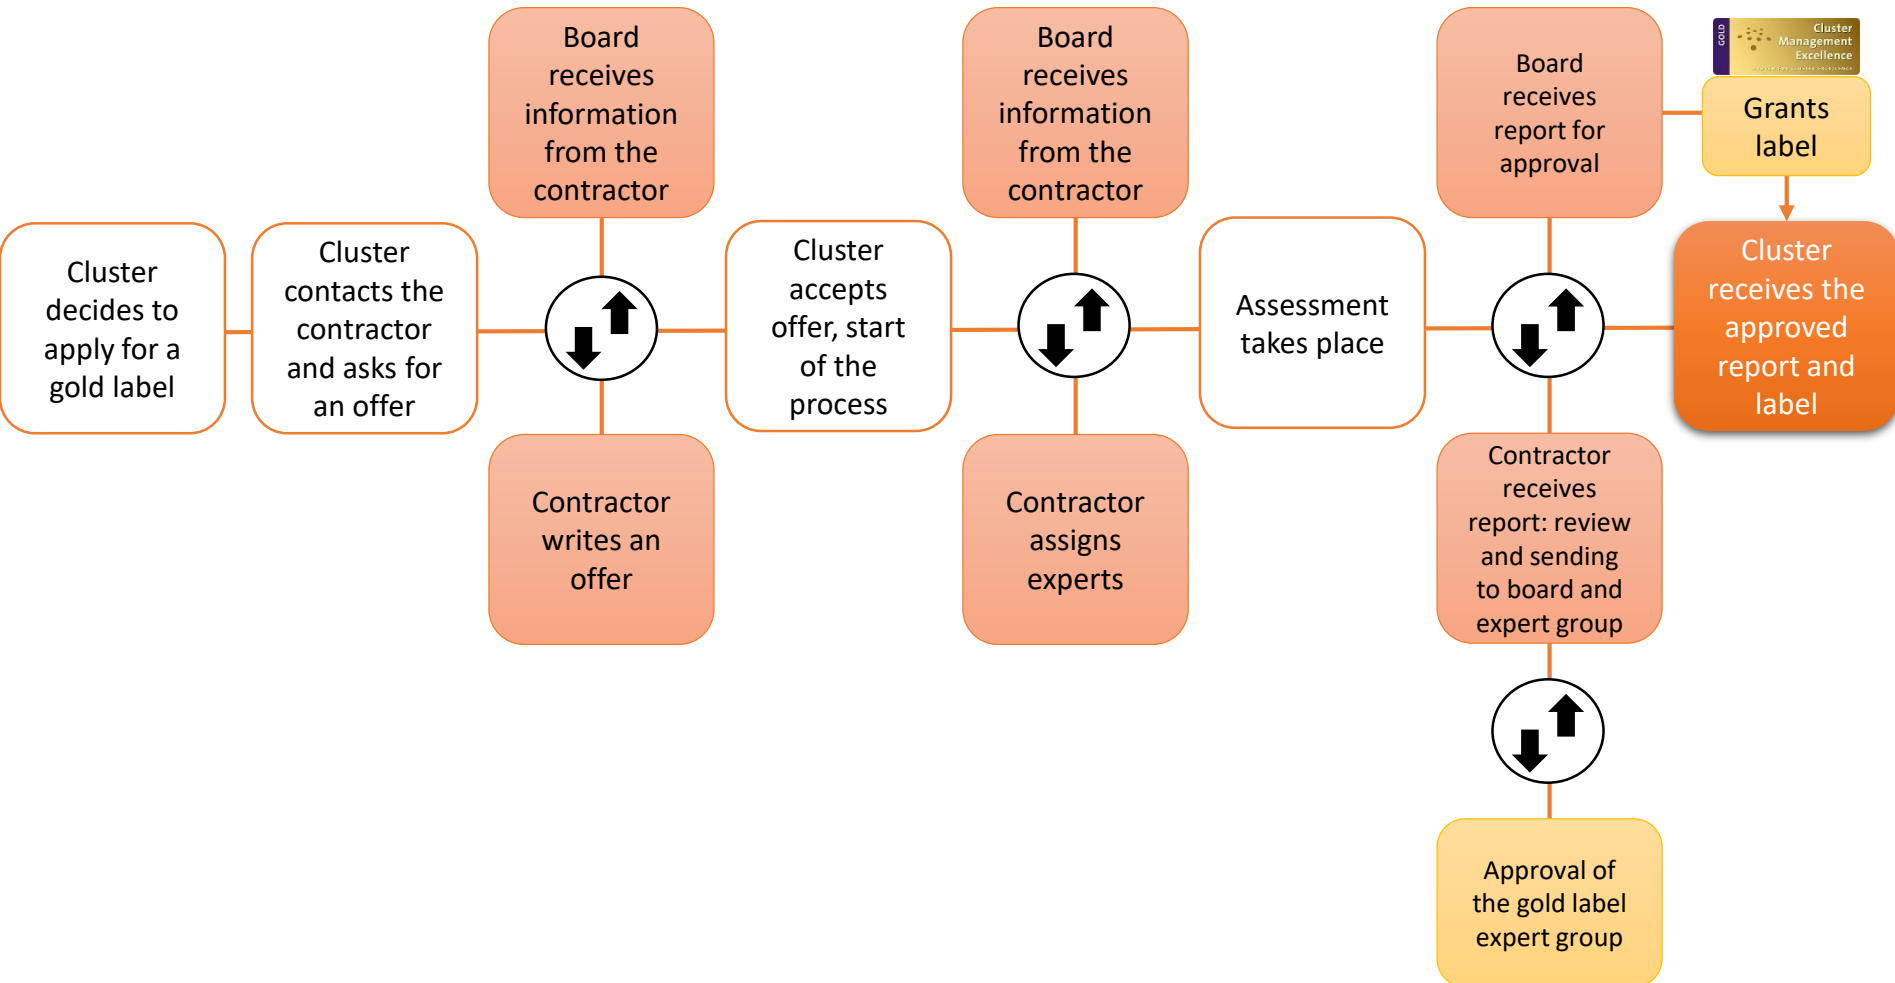 Cluster
decides to
apply for a
gold label
Cluster
contacts the
contractor
and asks for
an offer
Board
receives
information
from the
contractor
Contractor
writes an
offer
Cluster
accepts
offer, start
of the
process
Board
receives
information
from the
contractor
Contractor
assigns
experts
Assessment
takes place
Board
receives
report for
approval
Contractor
receives
report: review
and sending
to board and
expert group
Approval of
the gold label
expert group
GOLD
Cluster
Management
Excellence
Grants
label
Cluster
receives the
approved
report and
label